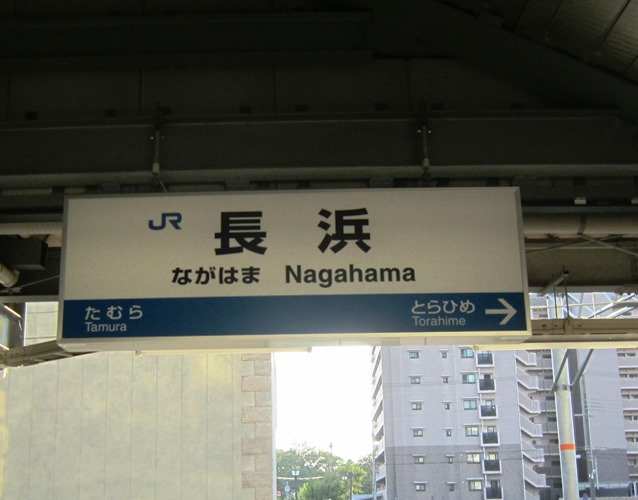 JR 長浜
ながはま Nagahama
たむら とらひめ →
Tamura Torahime